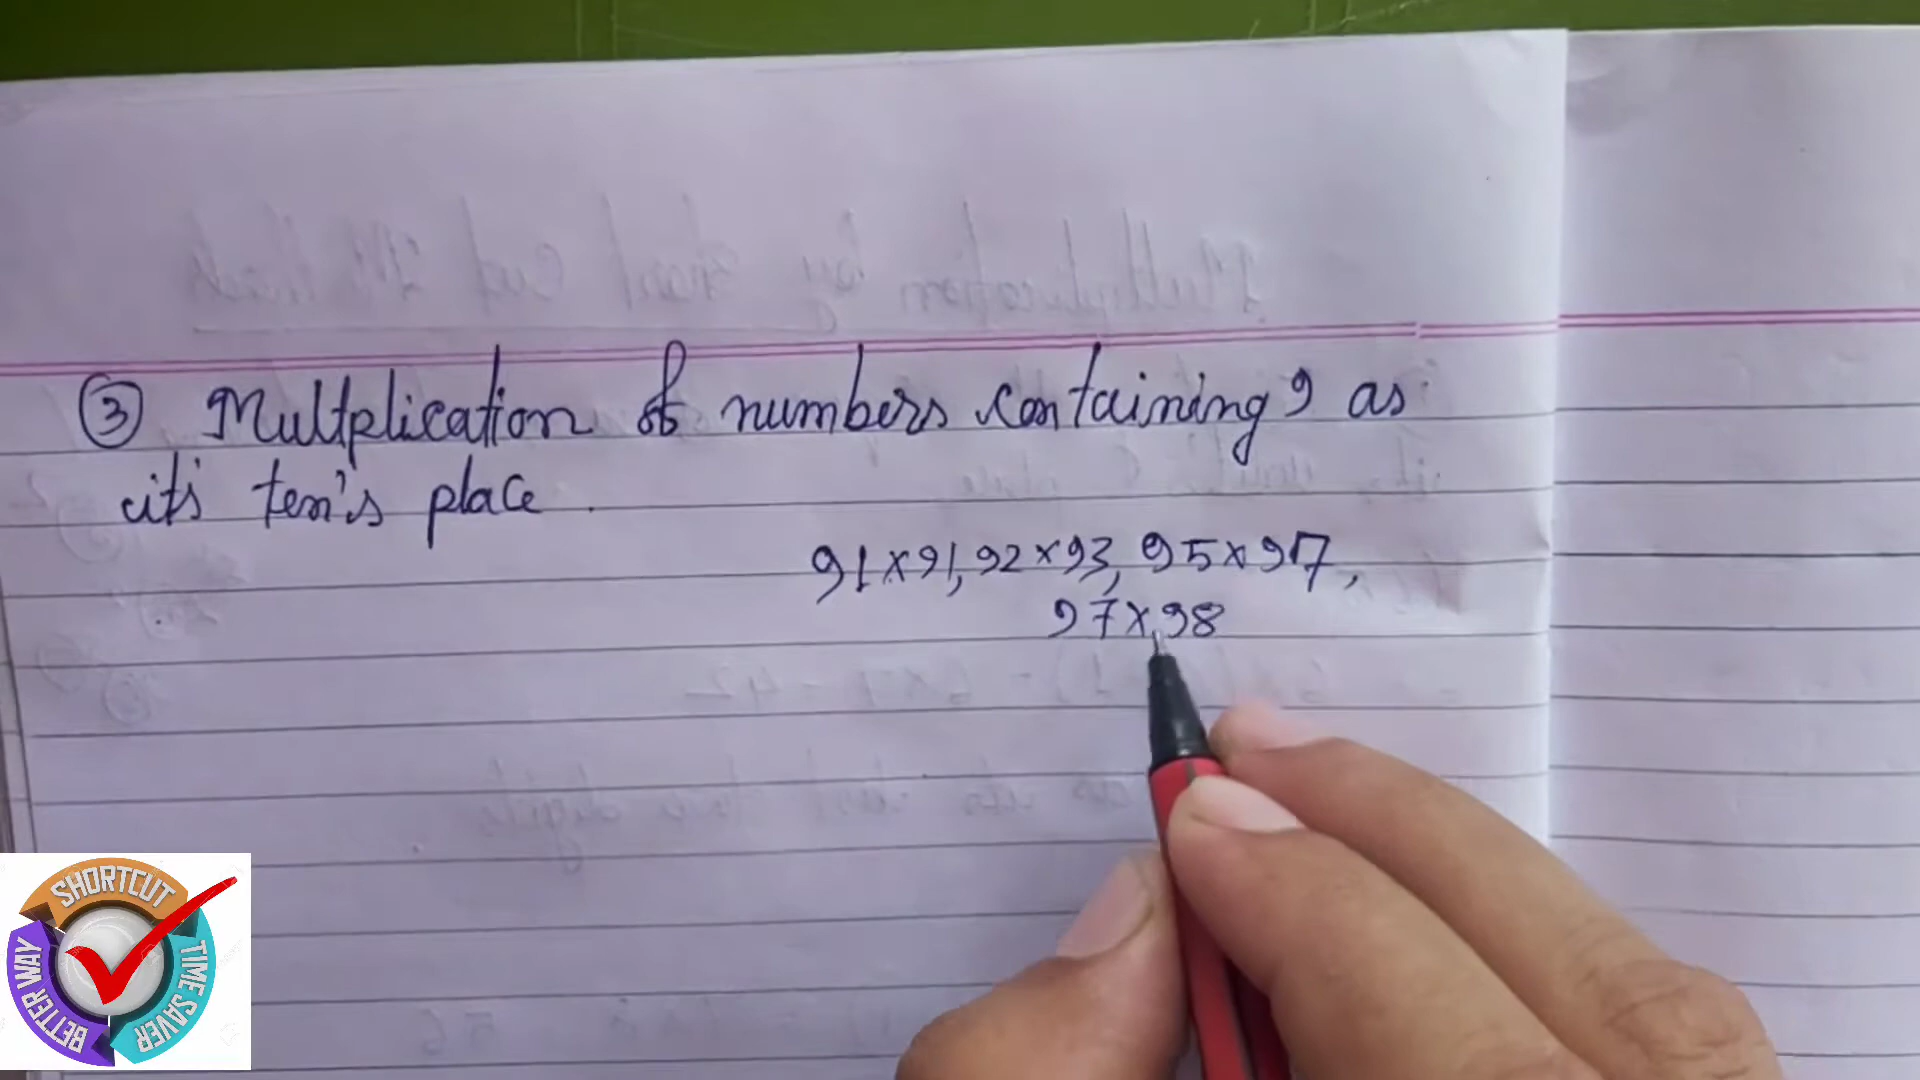 ③ Multplication of numbers containing 9 as
its ten's place.
91×91, 92×93, 95×97,
97×98
SHORTCUT
TIME SAVER
BETTER WAY